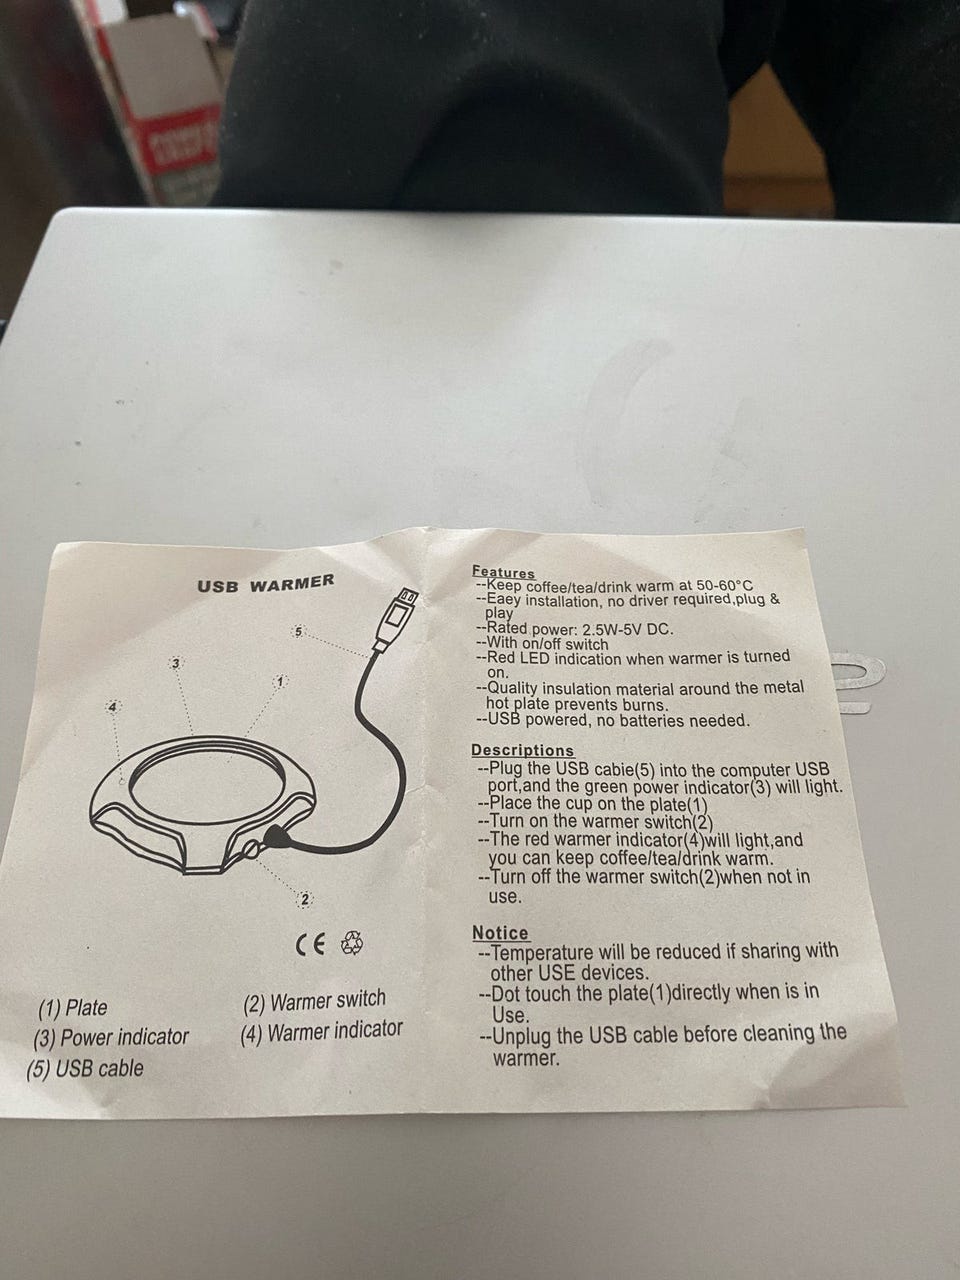 USB WARMER
5
3
1
4
2
CE
(1) Plate
(2) Warmer switch
(3) Power indicator
(4) Warmer indicator
(5) USB cable
Features
--Keep coffee/tea/drink warm at 50-60°C
--Eaey installation, no driver required,plug &
play
--Rated power: 2.5W-5V DC.
--With on/off switch
--Red LED indication when warmer is turned
on.
--Quality insulation material around the metal
hot plate prevents burns.
--USB powered, no batteries needed.
Descriptions
--Plug the USB cabie(5) into the computer USB
port,and the green power indicator(3) will light.
--Place the cup on the plate(1)
--Turn on the warmer switch(2)
--The red warmer indicator(4)will light,and
you can keep coffee/tea/drink warm.
--Turn off the warmer switch(2)when not in
use.
Notice
--Temperature will be reduced if sharing with
other USE devices.
--Dot touch the plate(1)directly when is in
Use.
--Unplug the USB cable before cleaning the
warmer.